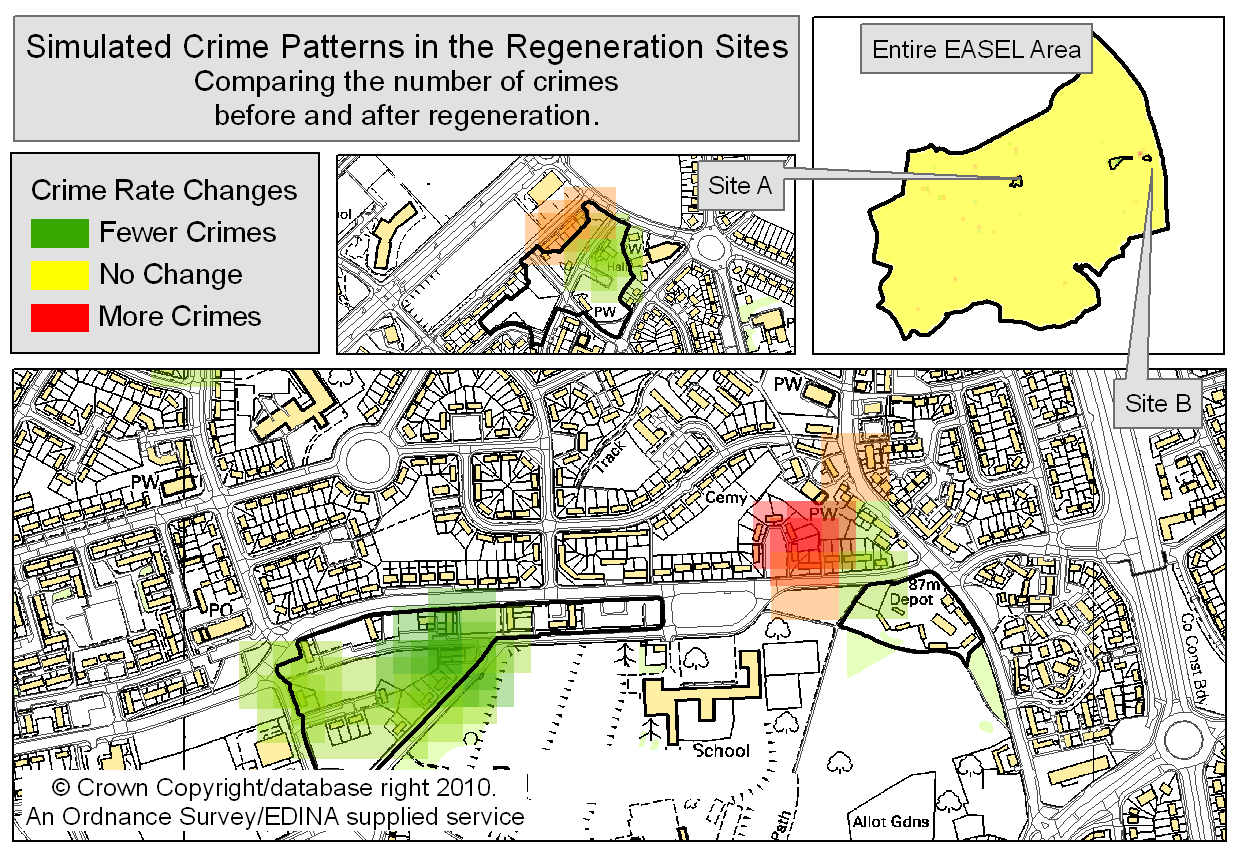 Simulated Crime Patterns in the Regeneration Sites
Comparing the number of crimes
before and after regeneration.
Entire EASEL Area
Crime Rate Changes
Fewer Crimes
No Change
More Crimes
Site A
ool
W
Hall
PW
P
Site B
PW
Track
PW
Cemy
PW
PO
87m
Depot
Co Const Bdy
School
Path
Allot Gdns
© Crown Copyright/database right 2010.
An Ordnance Survey/EDINA supplied service